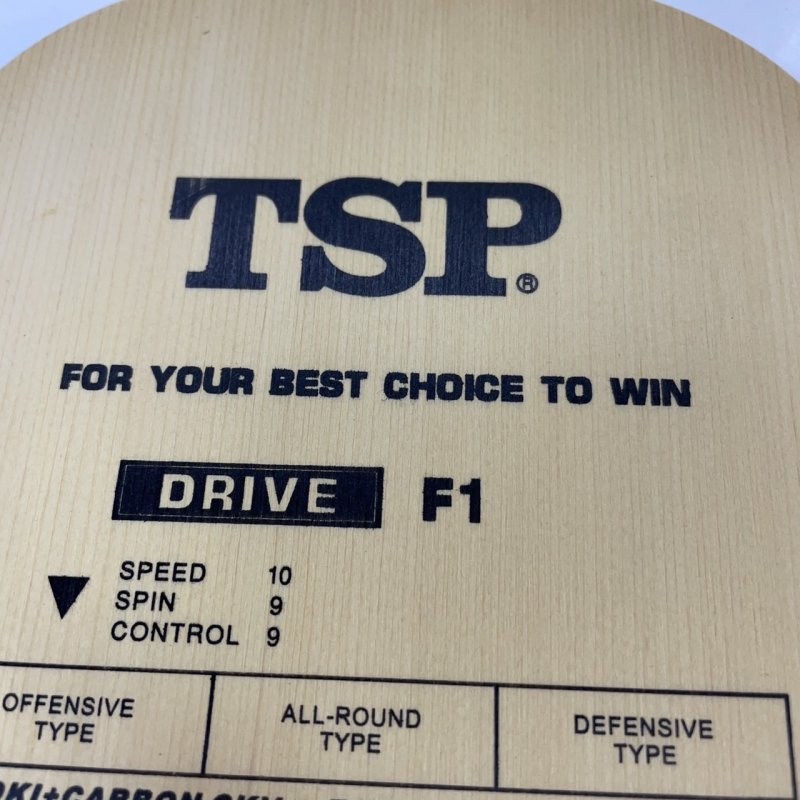 TSP®
FOR YOUR BEST CHOICE TO WIN
DRIVE F1
▼ SPEED 10
SPIN 9
CONTROL 9
OFFENSIVE TYPE
ALL-ROUND TYPE
DEFENSIVE TYPE